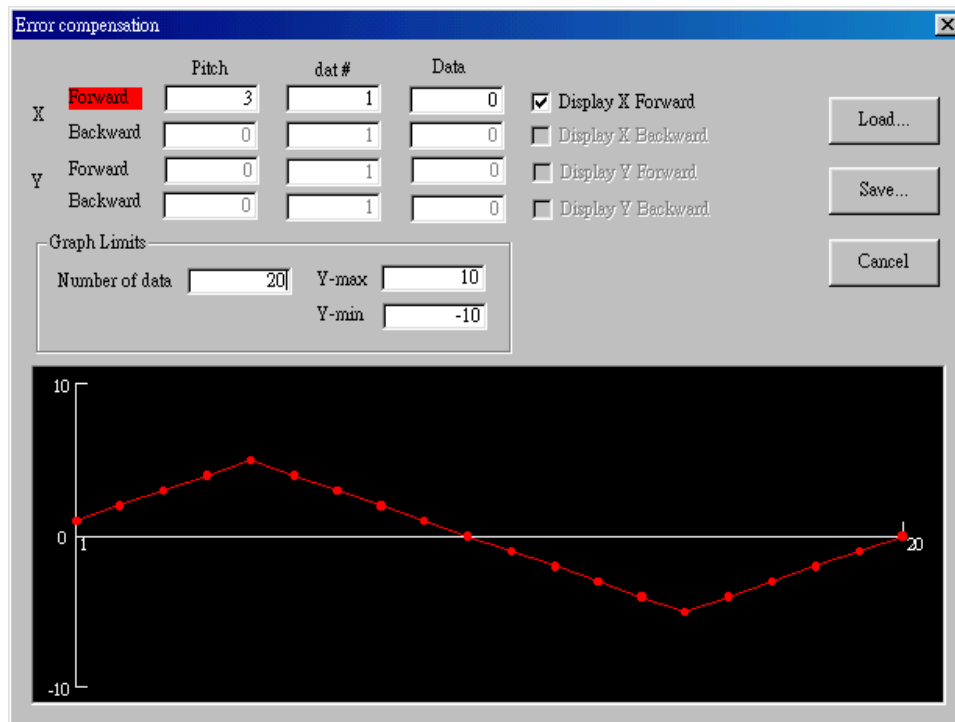 Error compensation
Pitch dat # Data
X Forward 3 1 0 Display X Forward
Backward 0 1 0 Display X Backward
Y Forward 0 1 0 Display Y Forward
Backward 0 1 0 Display Y Backward
Load...
Save...
Cancel
Graph Limits
Number of data 20 Y-max 10
Y-min -10
10
0 1 20
-10